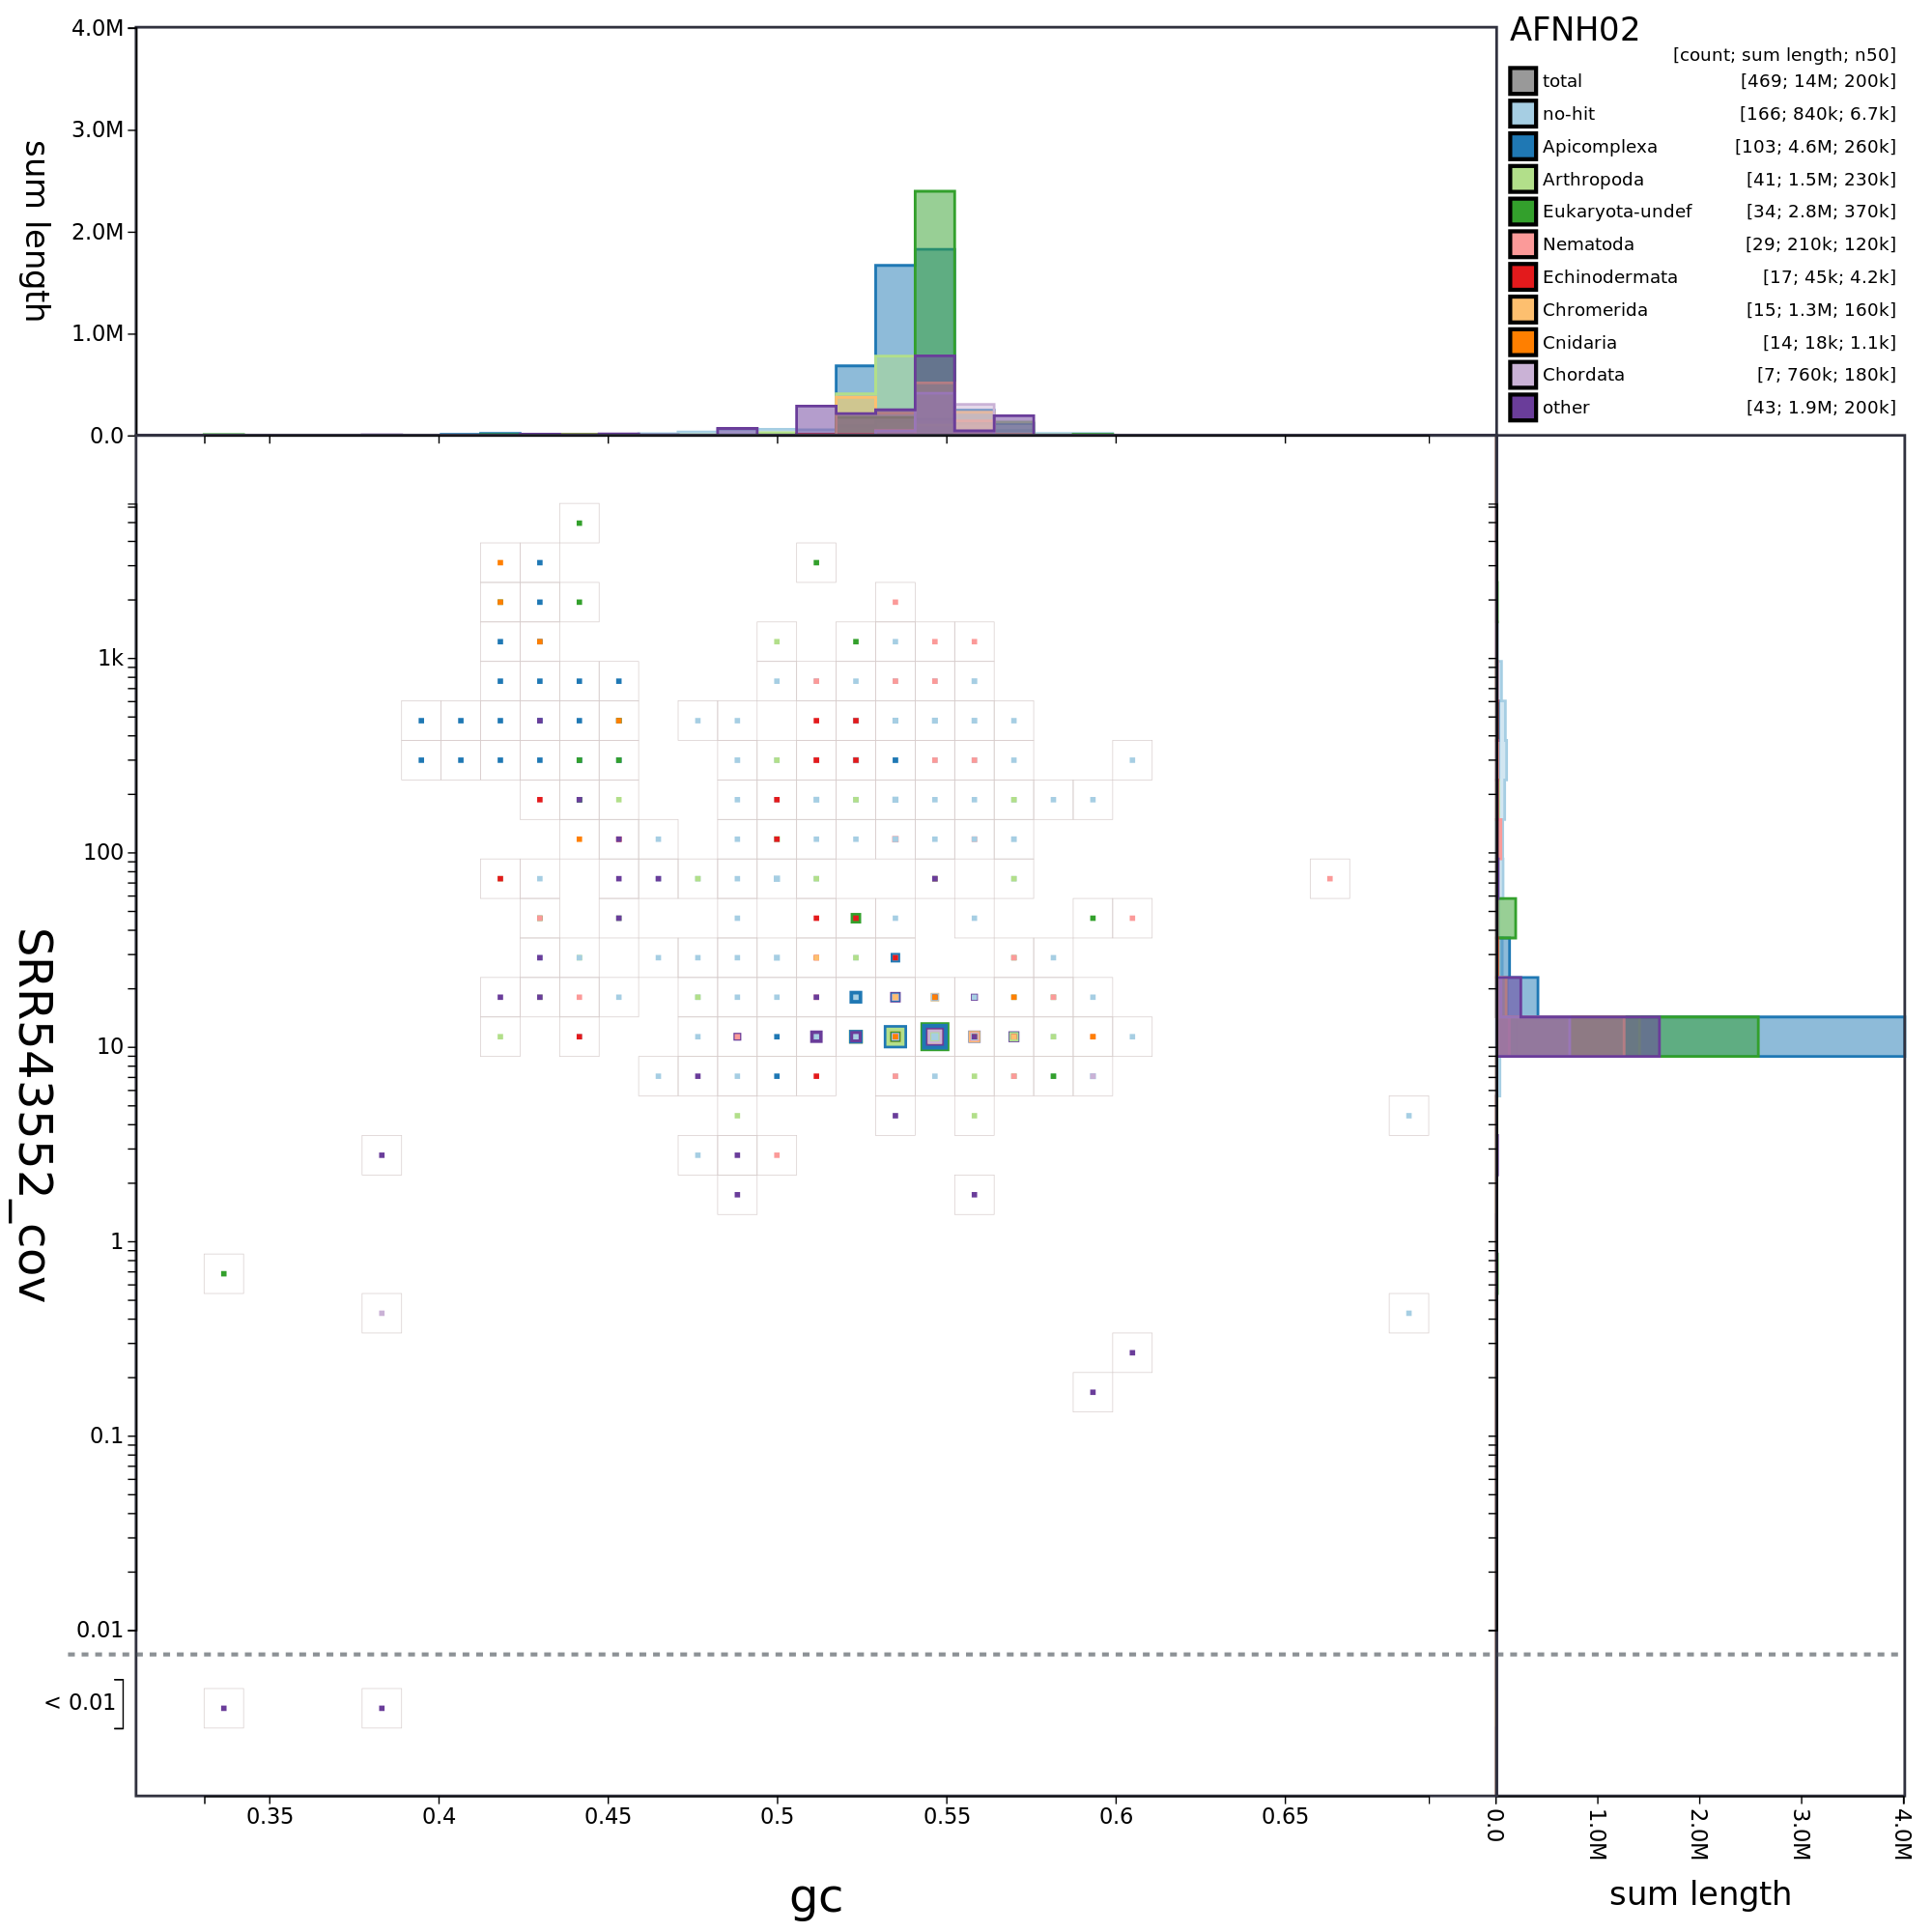 AFNH02
[count; sum length; n50]
total [469; 14M; 200k]
no-hit [166; 840k; 6.7k]
Apicomplexa [103; 4.6M; 260k]
Arthropoda [41; 1.5M; 230k]
Eukaryota-undef [34; 2.8M; 370k]
Nematoda [29; 210k; 120k]
Echinodermata [17; 45k; 4.2k]
Chromerida [15; 1.3M; 160k]
Cnidaria [14; 18k; 1.1k]
Chordata [7; 760k; 180k]
other [43; 1.9M; 200k]
4.0M
3.0M
2.0M
1.0M
0.0
sum length
1k
100
10
1
0.1
0.01
< 0.01
SRR543552_cov
0.35 0.4 0.45 0.5 0.55 0.6 0.65
gc
0.0 1.0M 2.0M 3.0M 4.0M
sum length